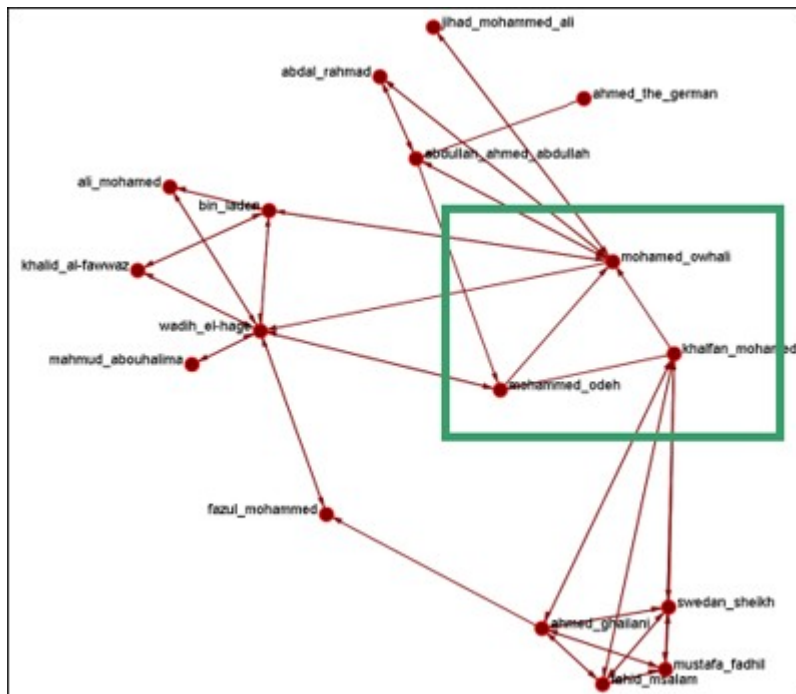 jihad_mohammed_ali
abdal_rahmad
ahmed_the_german
abdullah_ahmed_abdullah
ali_mohamed
bin_laden
mohamed_owhali
khalid_al-fawwaz
wadih_el-hage
khalfan_mohamed
mahmud_abouhalima
mohammed_odeh
fazul_mohammed
swedan_sheikh
ahmed_ghailani
mustafa_fadhil
fahid_msalam